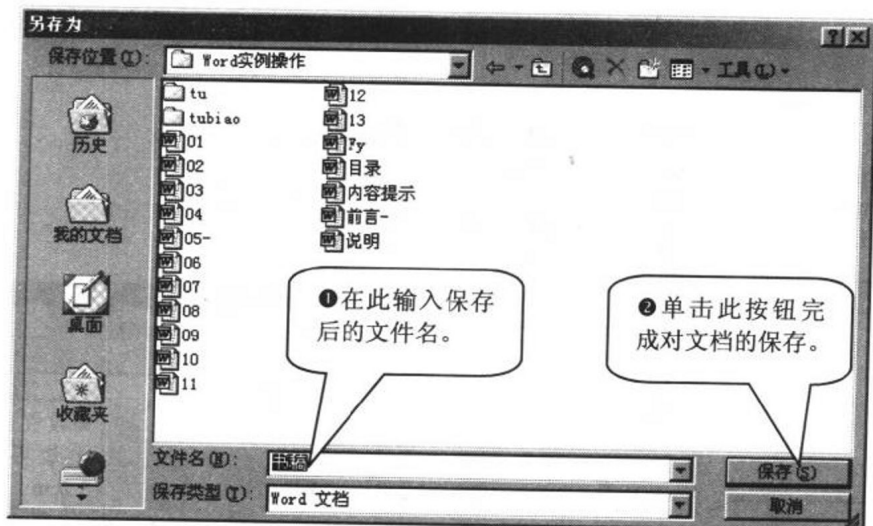 另存为
保存位置(I): Word实例操作 工具(L)
历史
我的文档
桌面
收藏夹
tu
tubiao
01
02
03
04
05-
06
07
08
09
10
11
12
13
Fy
目录
内容提示
前言-
说明
❶在此输入保存
后的文件名。
❷单击此按钮完
成对文档的保存。
文件名(N): 书稿 保存(S)
保存类型(T): Word 文档 取消